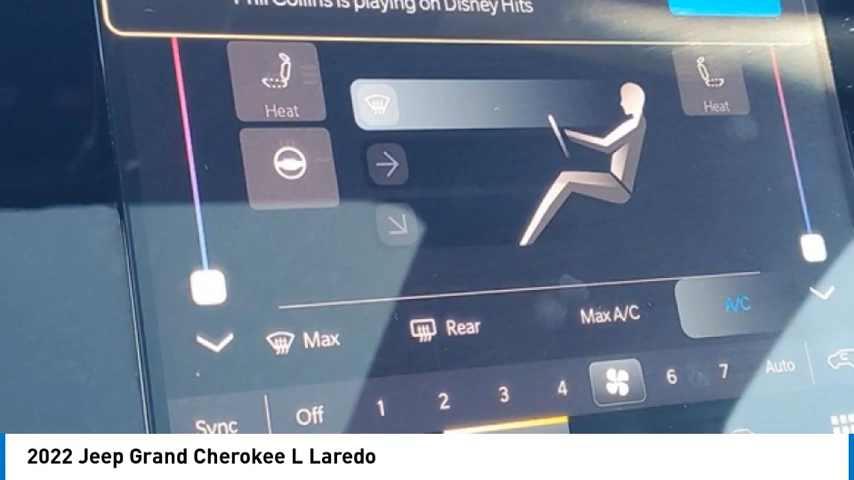 Phil Collins is playing on Disney Hits
Heat
Heat
Max
Rear
Max A/C
A/C
Sync
Off
1
2
3
4
6
7
Auto
2022 Jeep Grand Cherokee L Laredo